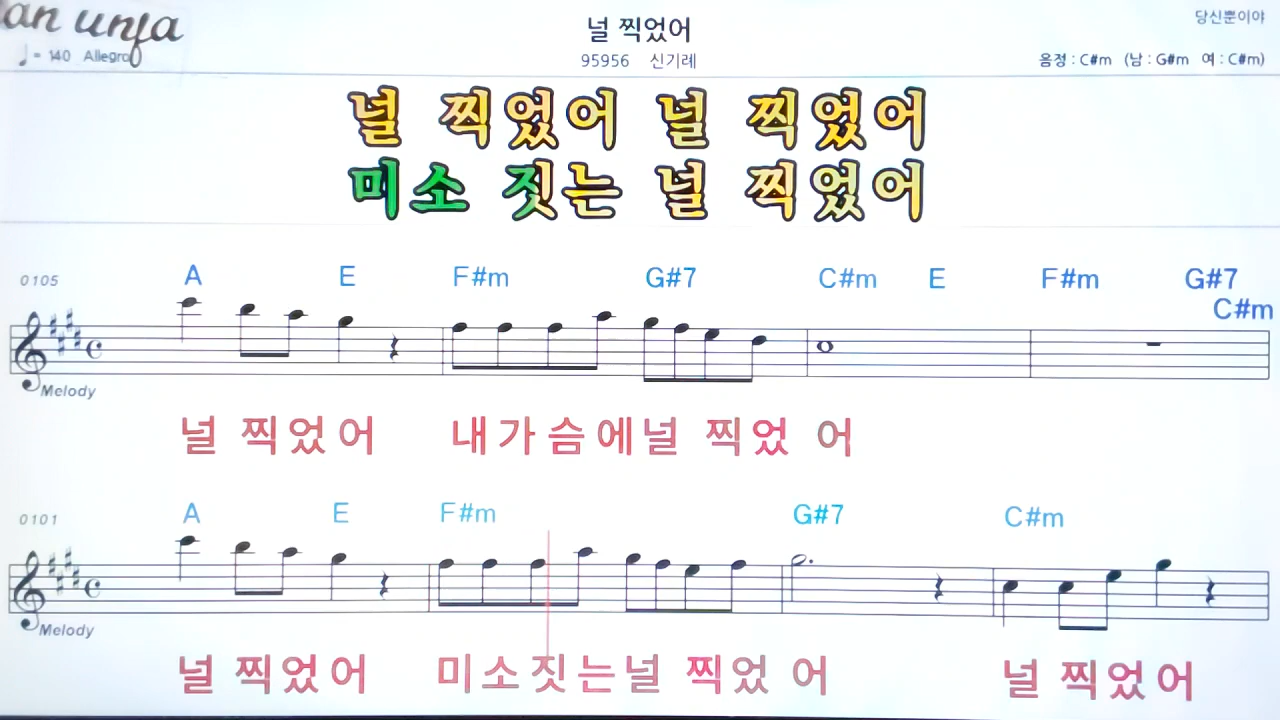 an unja
♩= 140 Allegro
널 찍었어
95956 신기레
당신뿐이야
음정 : C#m (남 : G#m 여 : C#m)
널 찍었어 널 찍었어
미소 짓는 널 찍었어
0105 A E F#m G#7 C#m E F#m G#7 C#m
Melody
널 찍었어 내가슴에널 찍었 어
0101 A E F#m G#7 C#m
Melody
널 찍었어 미소짓는널 찍었 어 널 찍었어